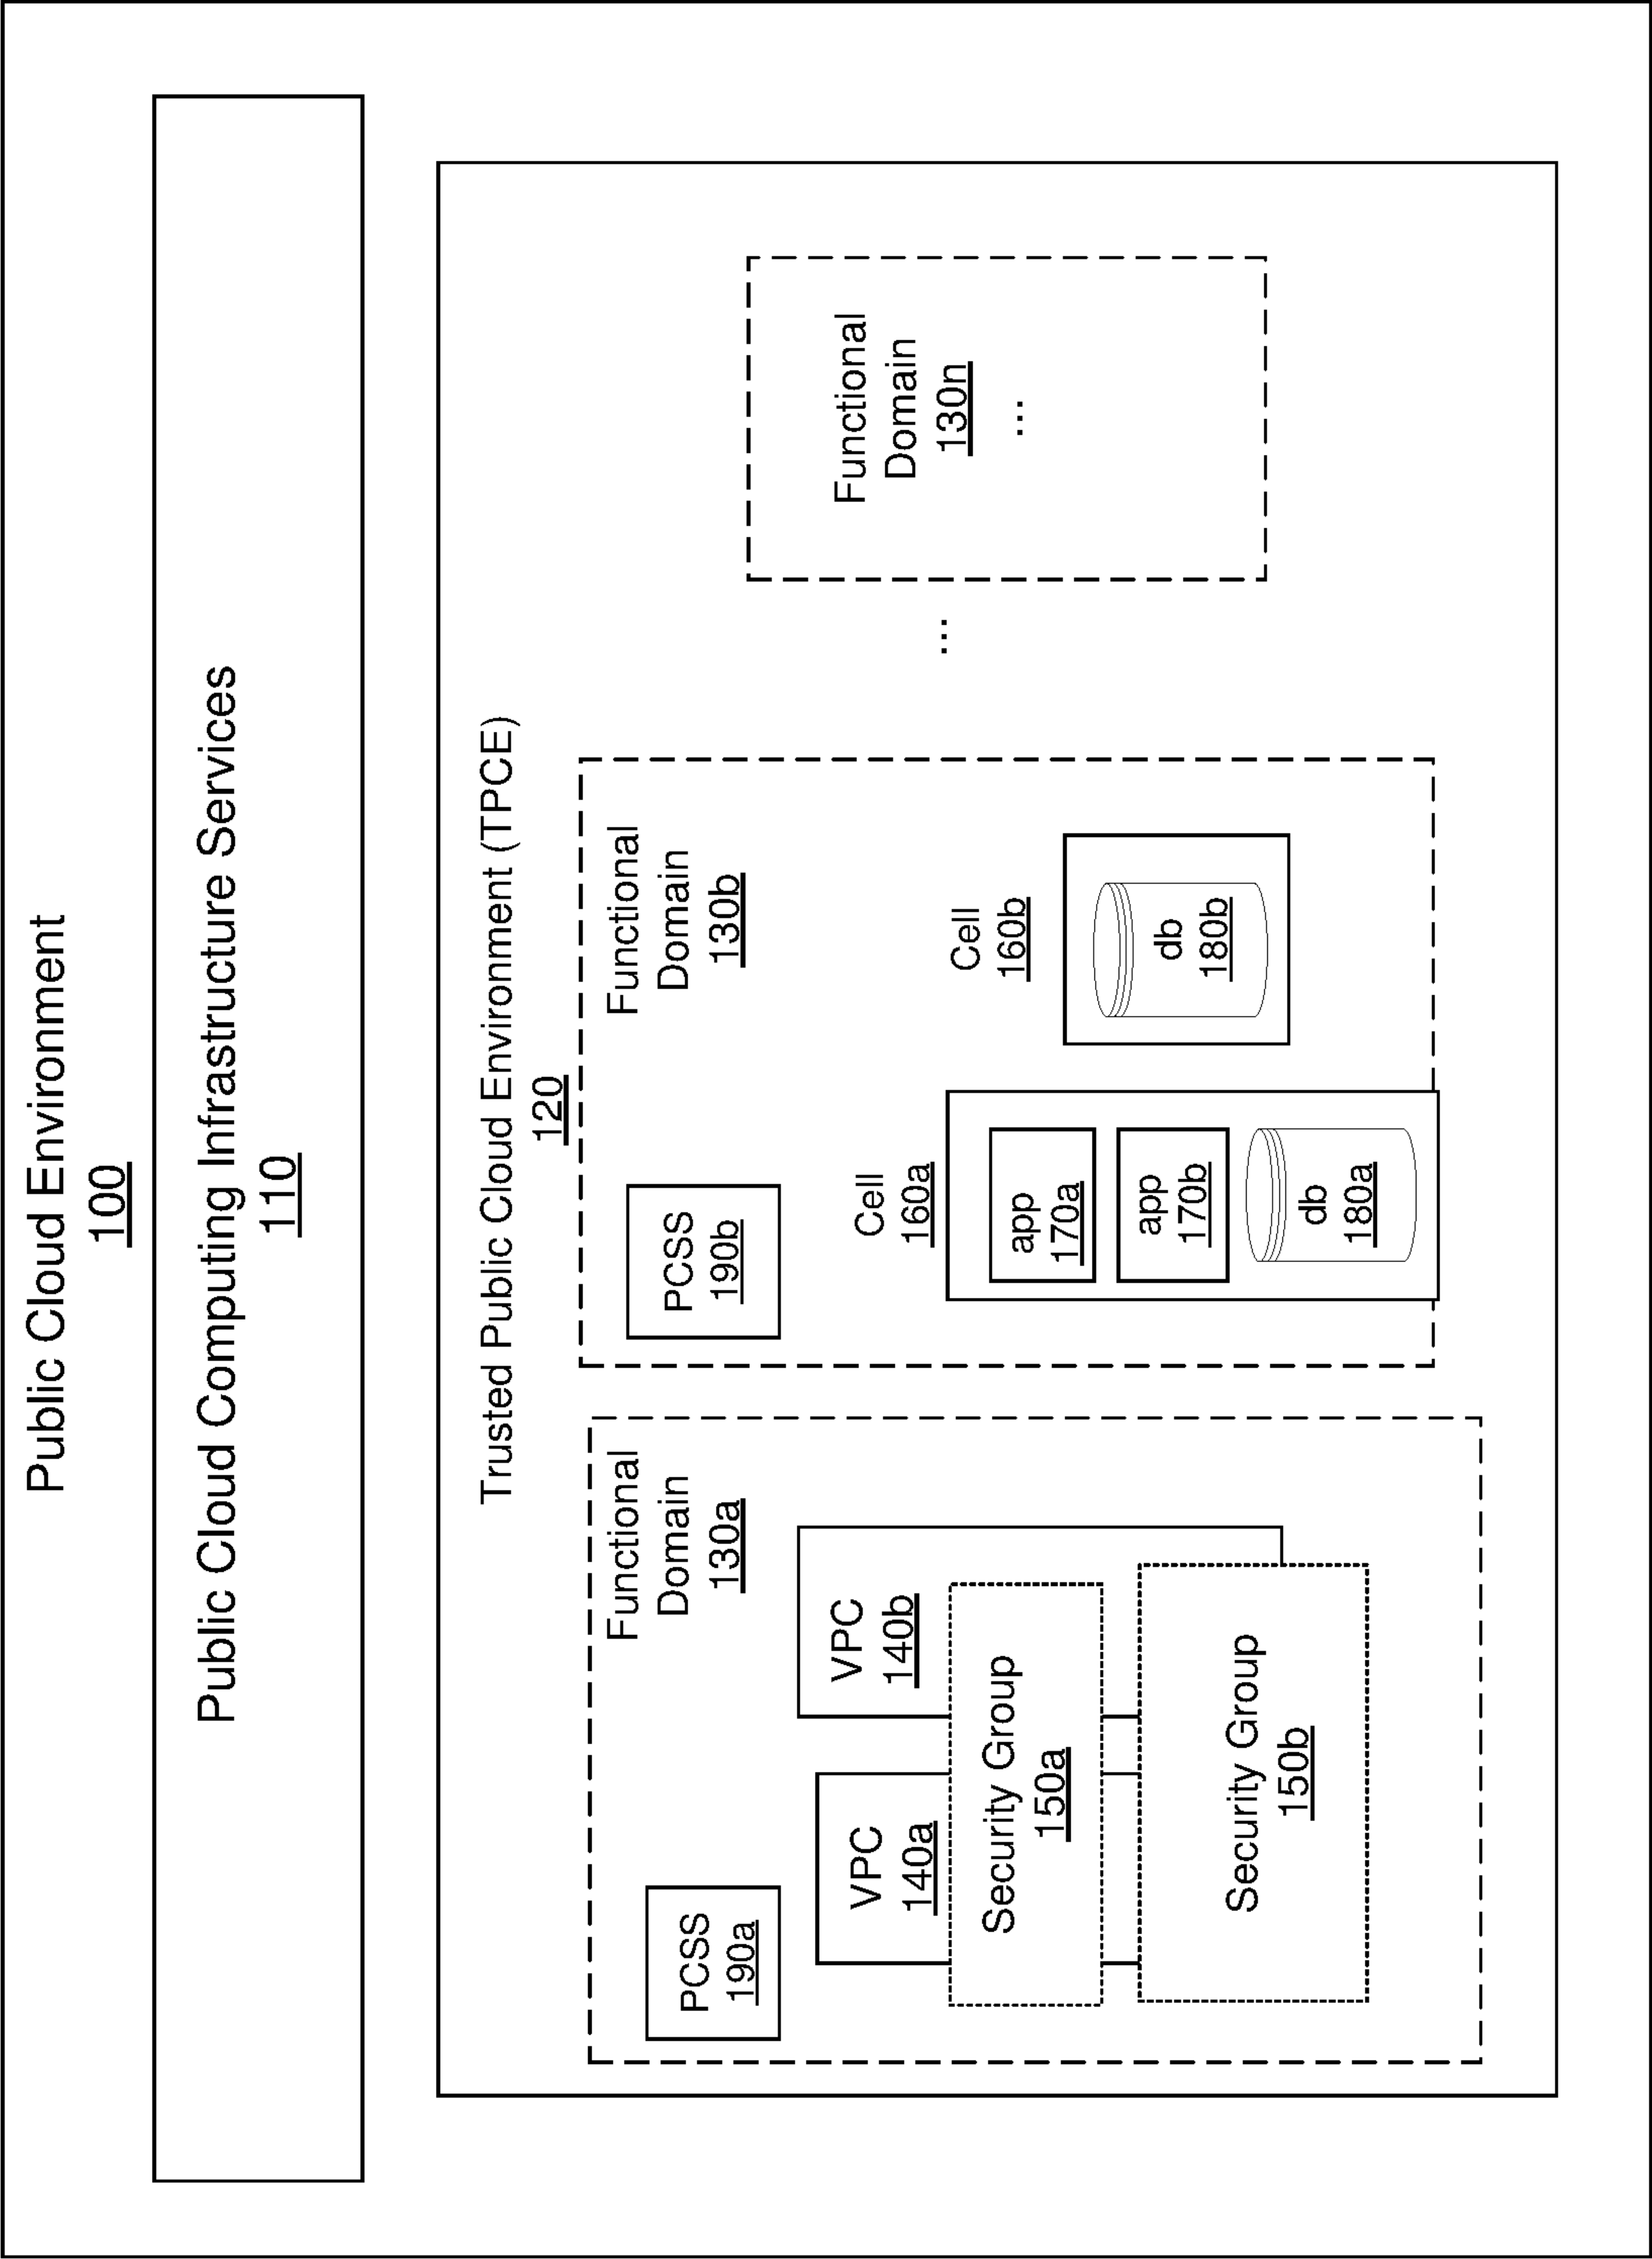 Public Cloud Environment
100
Public Cloud Computing Infrastructure Services
110
Trusted Public Cloud Environment (TPCE)
120
Functional
Domain
130a
PCSS
190a
VPC
140a
VPC
140b
Security Group
150a
Security Group
150b
Functional
Domain
130b
PCSS
190b
Cell
160a
app
170a
app
170b
db
180a
Cell
160b
db
180b
...
Functional
Domain
130n
...